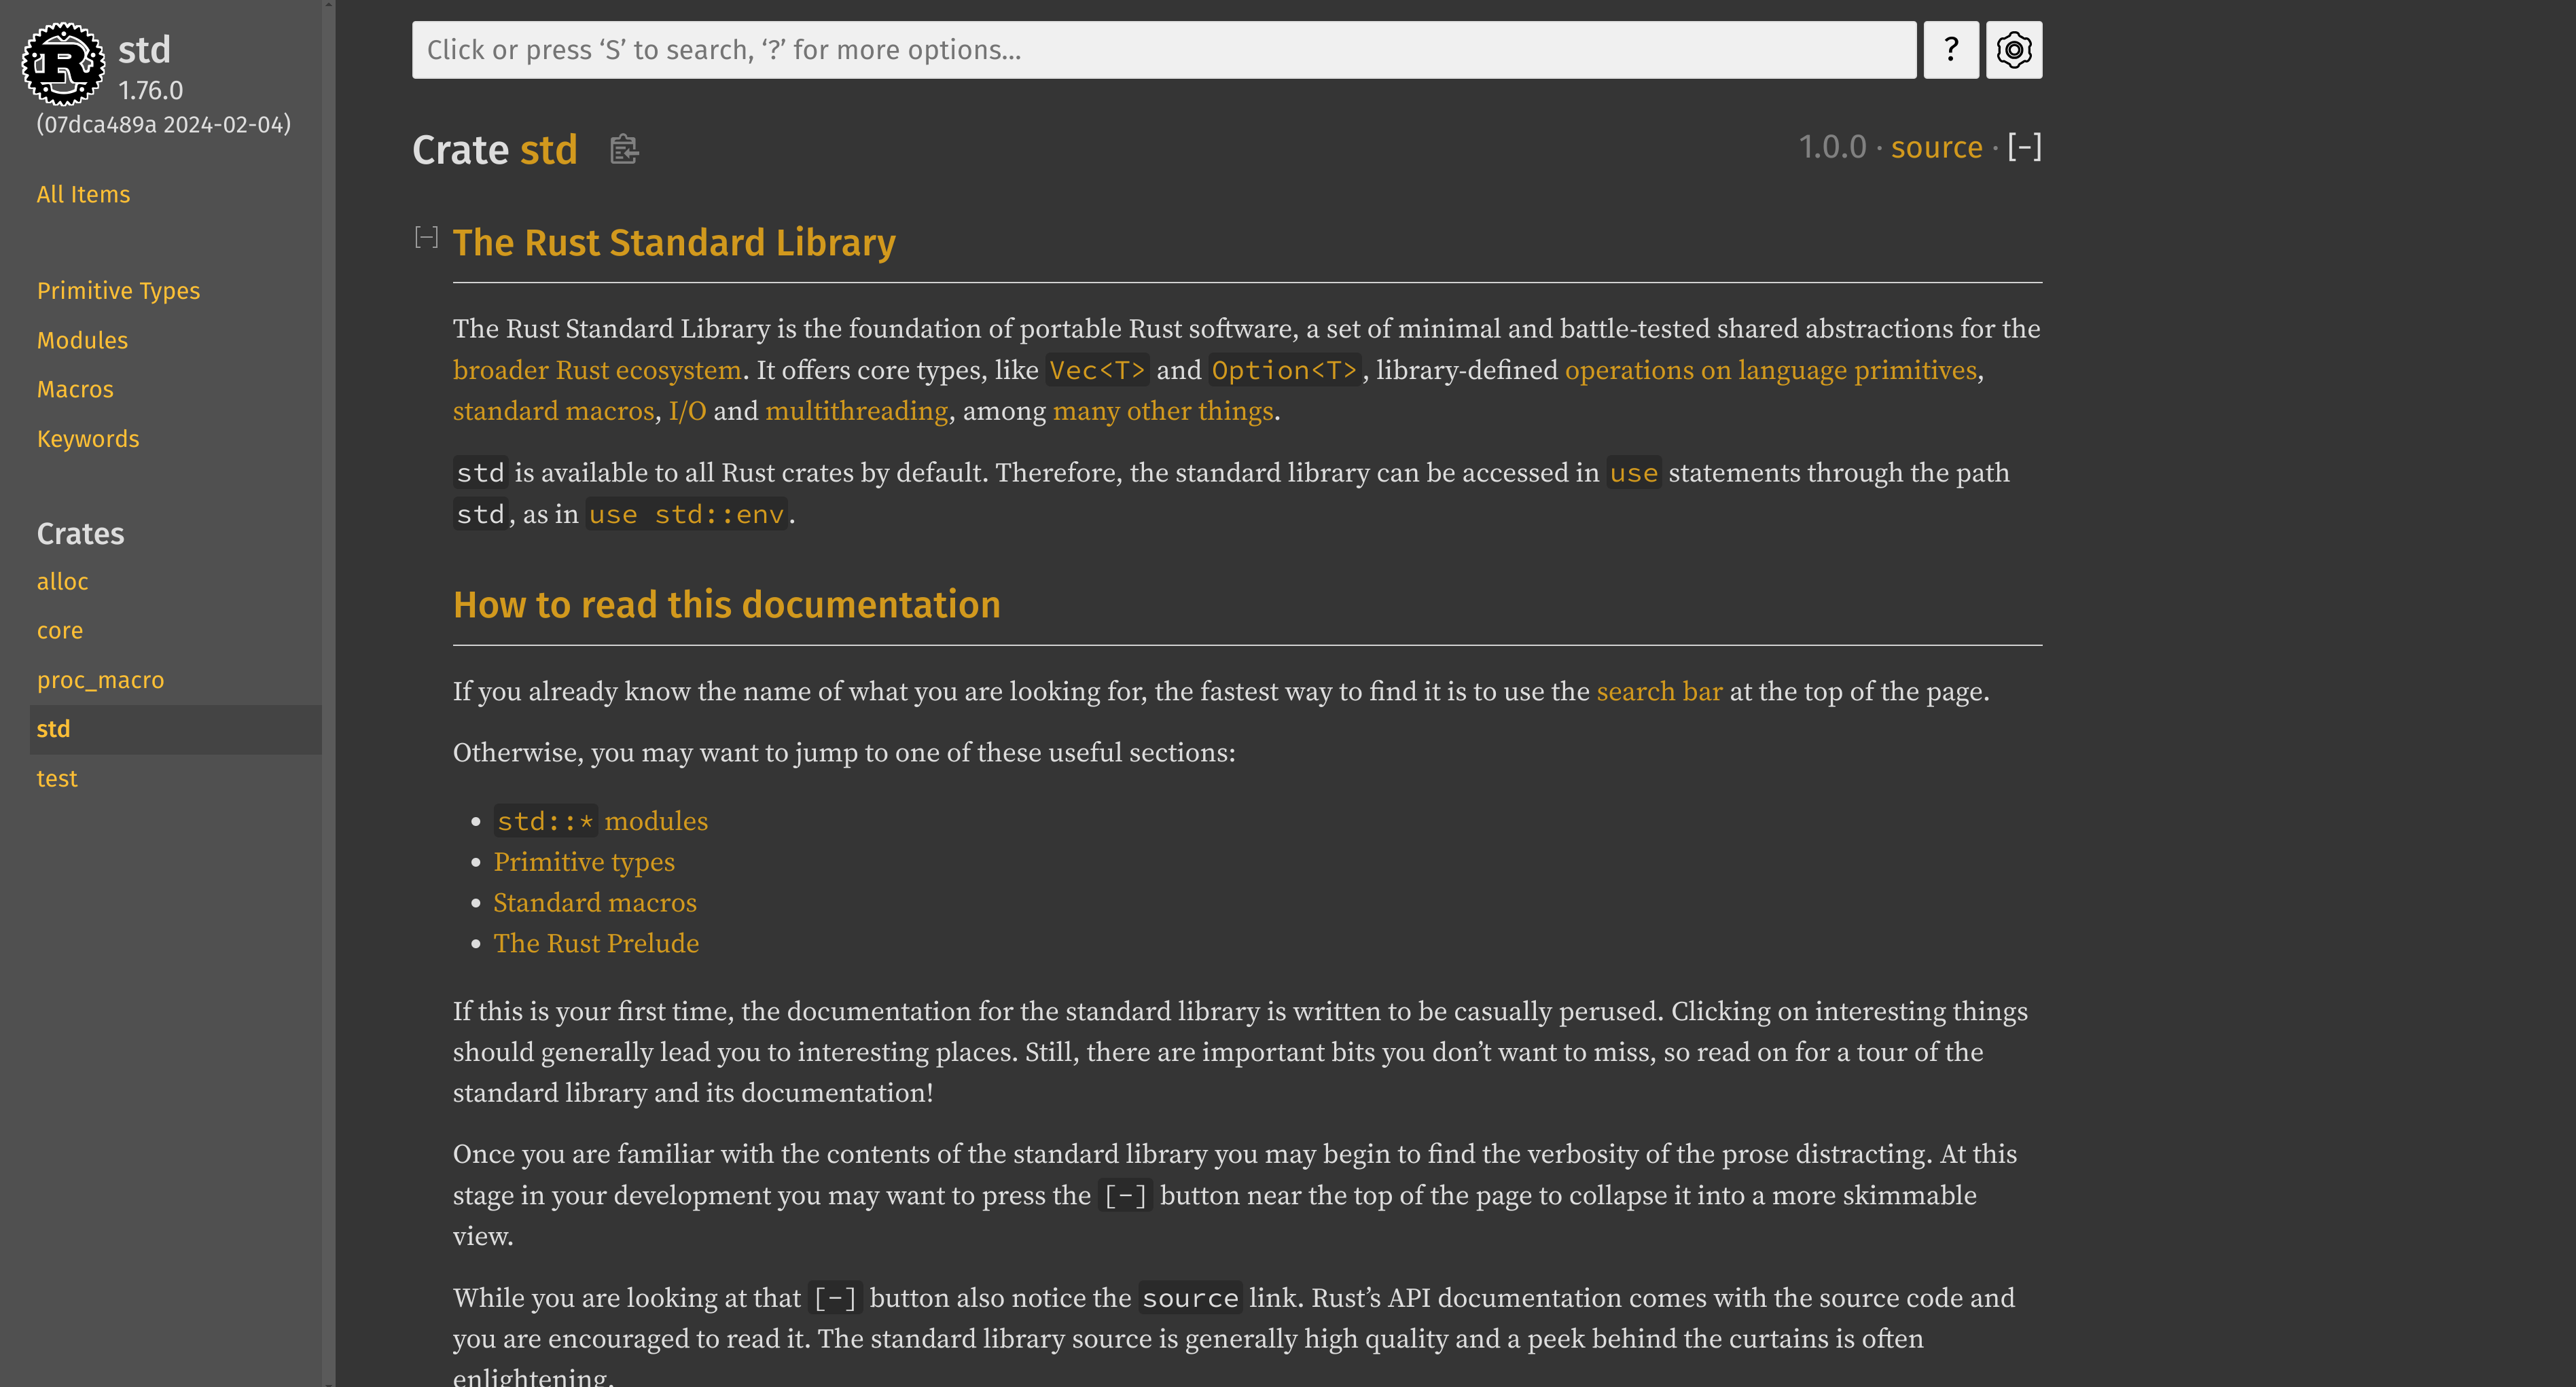 std
1.76.0
(07dca489a 2024-02-04)
All Items
Primitive Types
Modules
Macros
Keywords
Crates
alloc
core
proc_macro
std
test
Click or press ‘S’ to search, ‘?’ for more options…
?
Crate std
1.0.0 · source · [-]
[-] The Rust Standard Library
The Rust Standard Library is the foundation of portable Rust software, a set of minimal and battle-tested shared abstractions for the
broader Rust ecosystem. It offers core types, like Vec<T> and Option<T>, library-defined operations on language primitives,
standard macros, I/O and multithreading, among many other things.
std is available to all Rust crates by default. Therefore, the standard library can be accessed in use statements through the path
std, as in use std::env.
How to read this documentation
If you already know the name of what you are looking for, the fastest way to find it is to use the search bar at the top of the page.
Otherwise, you may want to jump to one of these useful sections:
• std::* modules
• Primitive types
• Standard macros
• The Rust Prelude
If this is your first time, the documentation for the standard library is written to be casually perused. Clicking on interesting things
should generally lead you to interesting places. Still, there are important bits you don’t want to miss, so read on for a tour of the
standard library and its documentation!
Once you are familiar with the contents of the standard library you may begin to find the verbosity of the prose distracting. At this
stage in your development you may want to press the [-] button near the top of the page to collapse it into a more skimmable
view.
While you are looking at that [-] button also notice the source link. Rust’s API documentation comes with the source code and
you are encouraged to read it. The standard library source is generally high quality and a peek behind the curtains is often
enlightening.